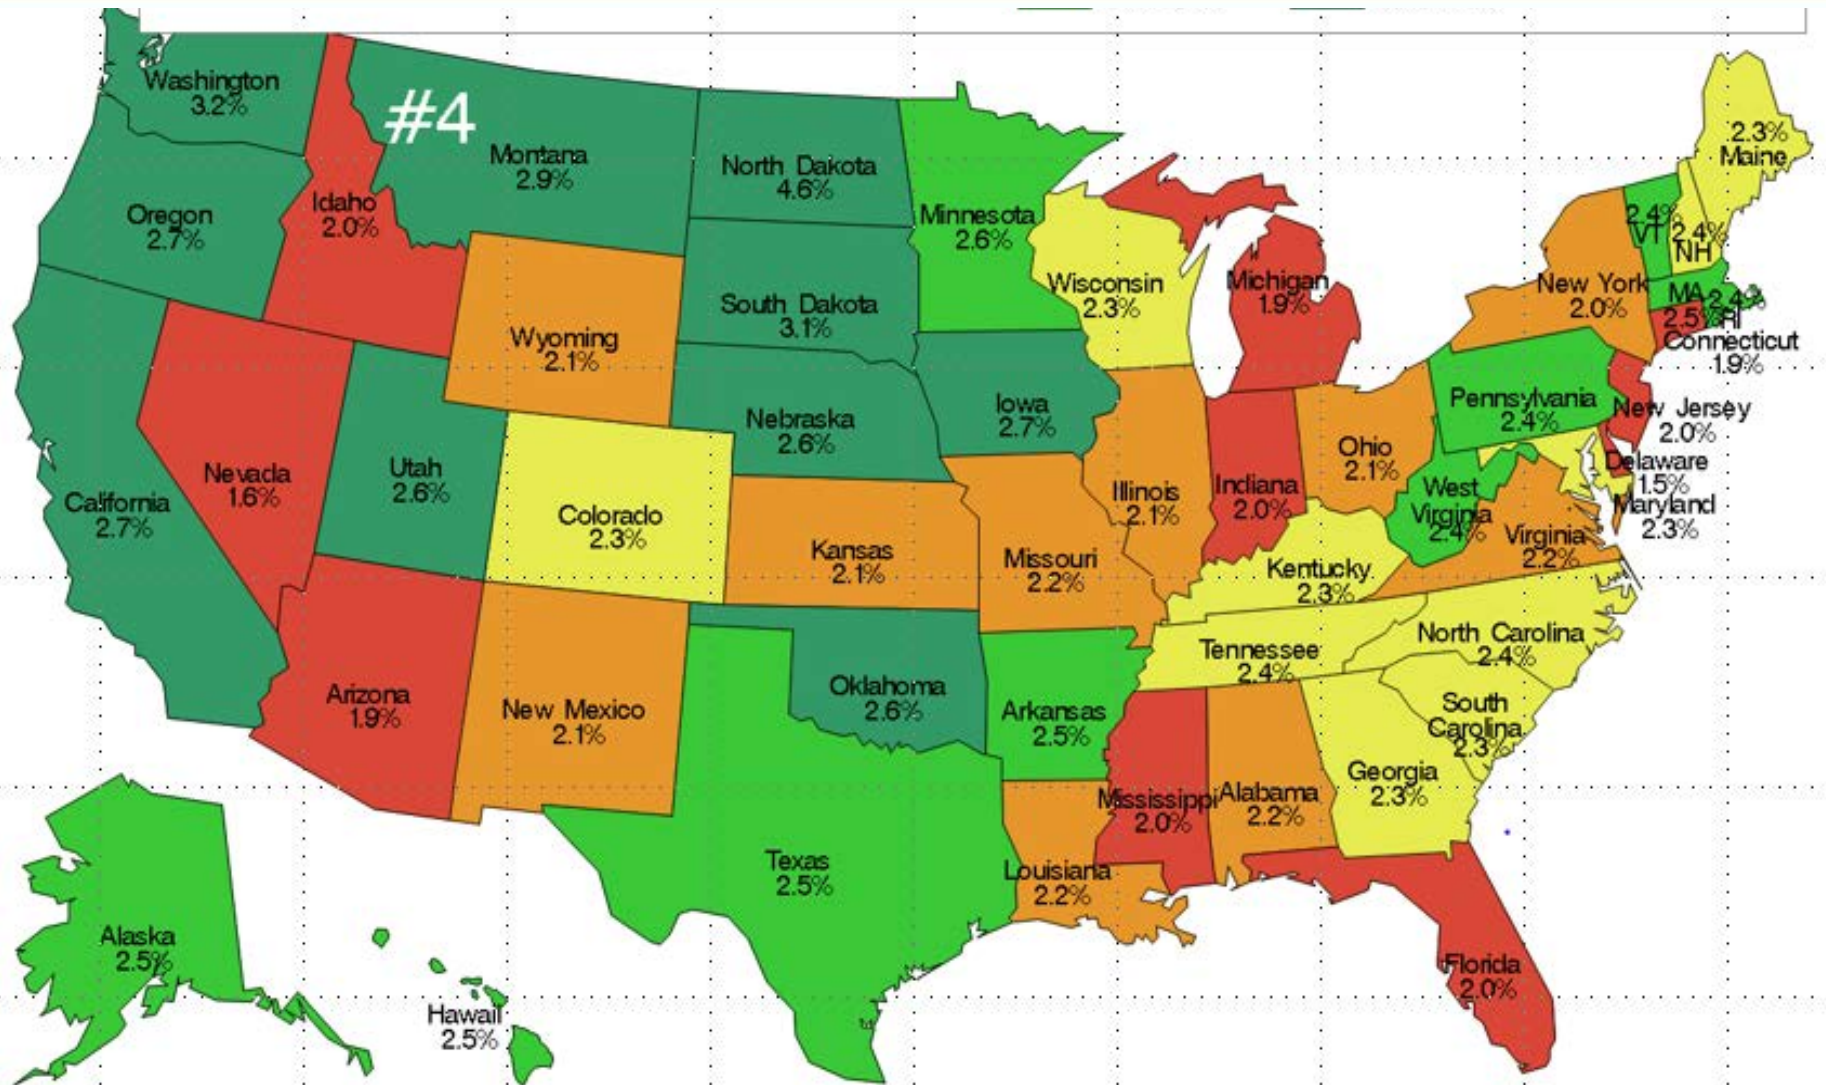 Washington
3.2%
#4
Montana
2.9%
North Dakota
4.6%
Minnesota
2.6%
2.3%
Maine
Oregon
2.7%
Idaho
2.0%
South Dakota
3.1%
Wisconsin
2.3%
Michigan
1.9%
New York
2.0%
2.4%
VT
2.4%
NH
MA 2.4%
2.5% RI
Connecticut
1.9%
Wyoming
2.1%
Nebraska
2.6%
Iowa
2.7%
Pennsylvania
2.4%
New Jersey
2.0%
California
2.7%
Nevada
1.6%
Utah
2.6%
Colorado
2.3%
Kansas
2.1%
Missouri
2.2%
Illinois
2.1%
Indiana
2.0%
Ohio
2.1%
West
Virginia
2.4%
Virginia
2.2%
Delaware
1.5%
Maryland
2.3%
Kentucky
2.3%
Tennessee
2.4%
North Carolina
2.4%
South
Carolina
2.3%
Arizona
1.9%
New Mexico
2.1%
Oklahoma
2.6%
Arkansas
2.5%
Mississippi
2.0%
Alabama
2.2%
Georgia
2.3%
Texas
2.5%
Louisiana
2.2%
Florida
2.0%
Alaska
2.5%
Hawaii
2.5%